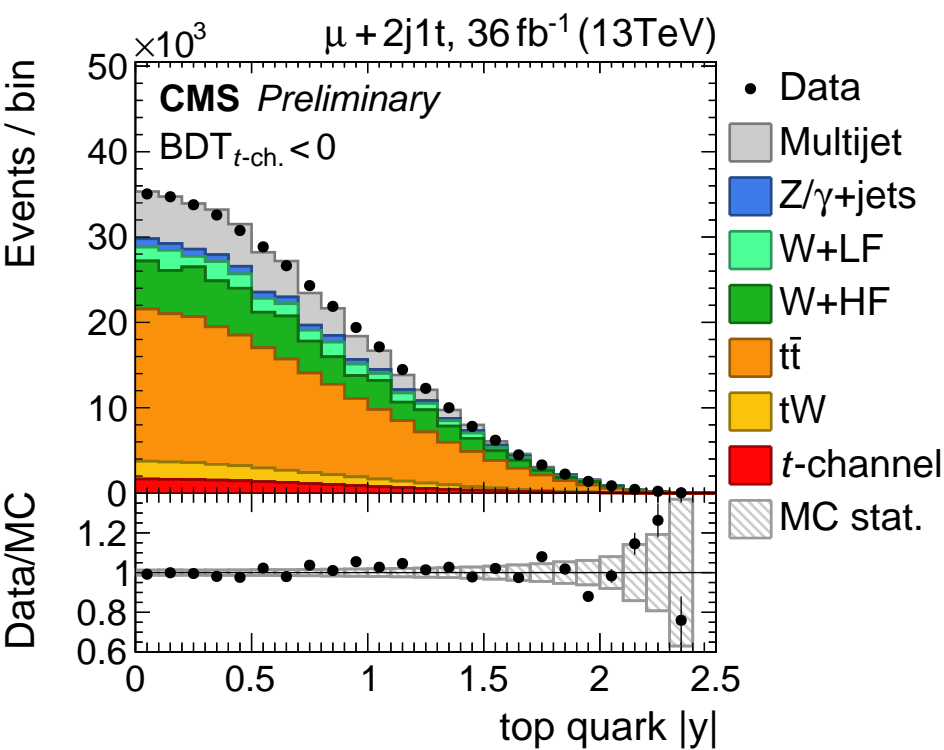 ×10³ μ + 2j1t, 36 fb⁻¹ (13TeV)
CMS Preliminary
BDT_t-ch. < 0
Events / bin
50
40
30
20
10
0
Data
Multijet
Z/γ+jets
W+LF
W+HF
tt̄
tW
t-channel
MC stat.
Data/MC
1.2
1
0.8
0.6
0 0.5 1 1.5 2 2.5
top quark |y|